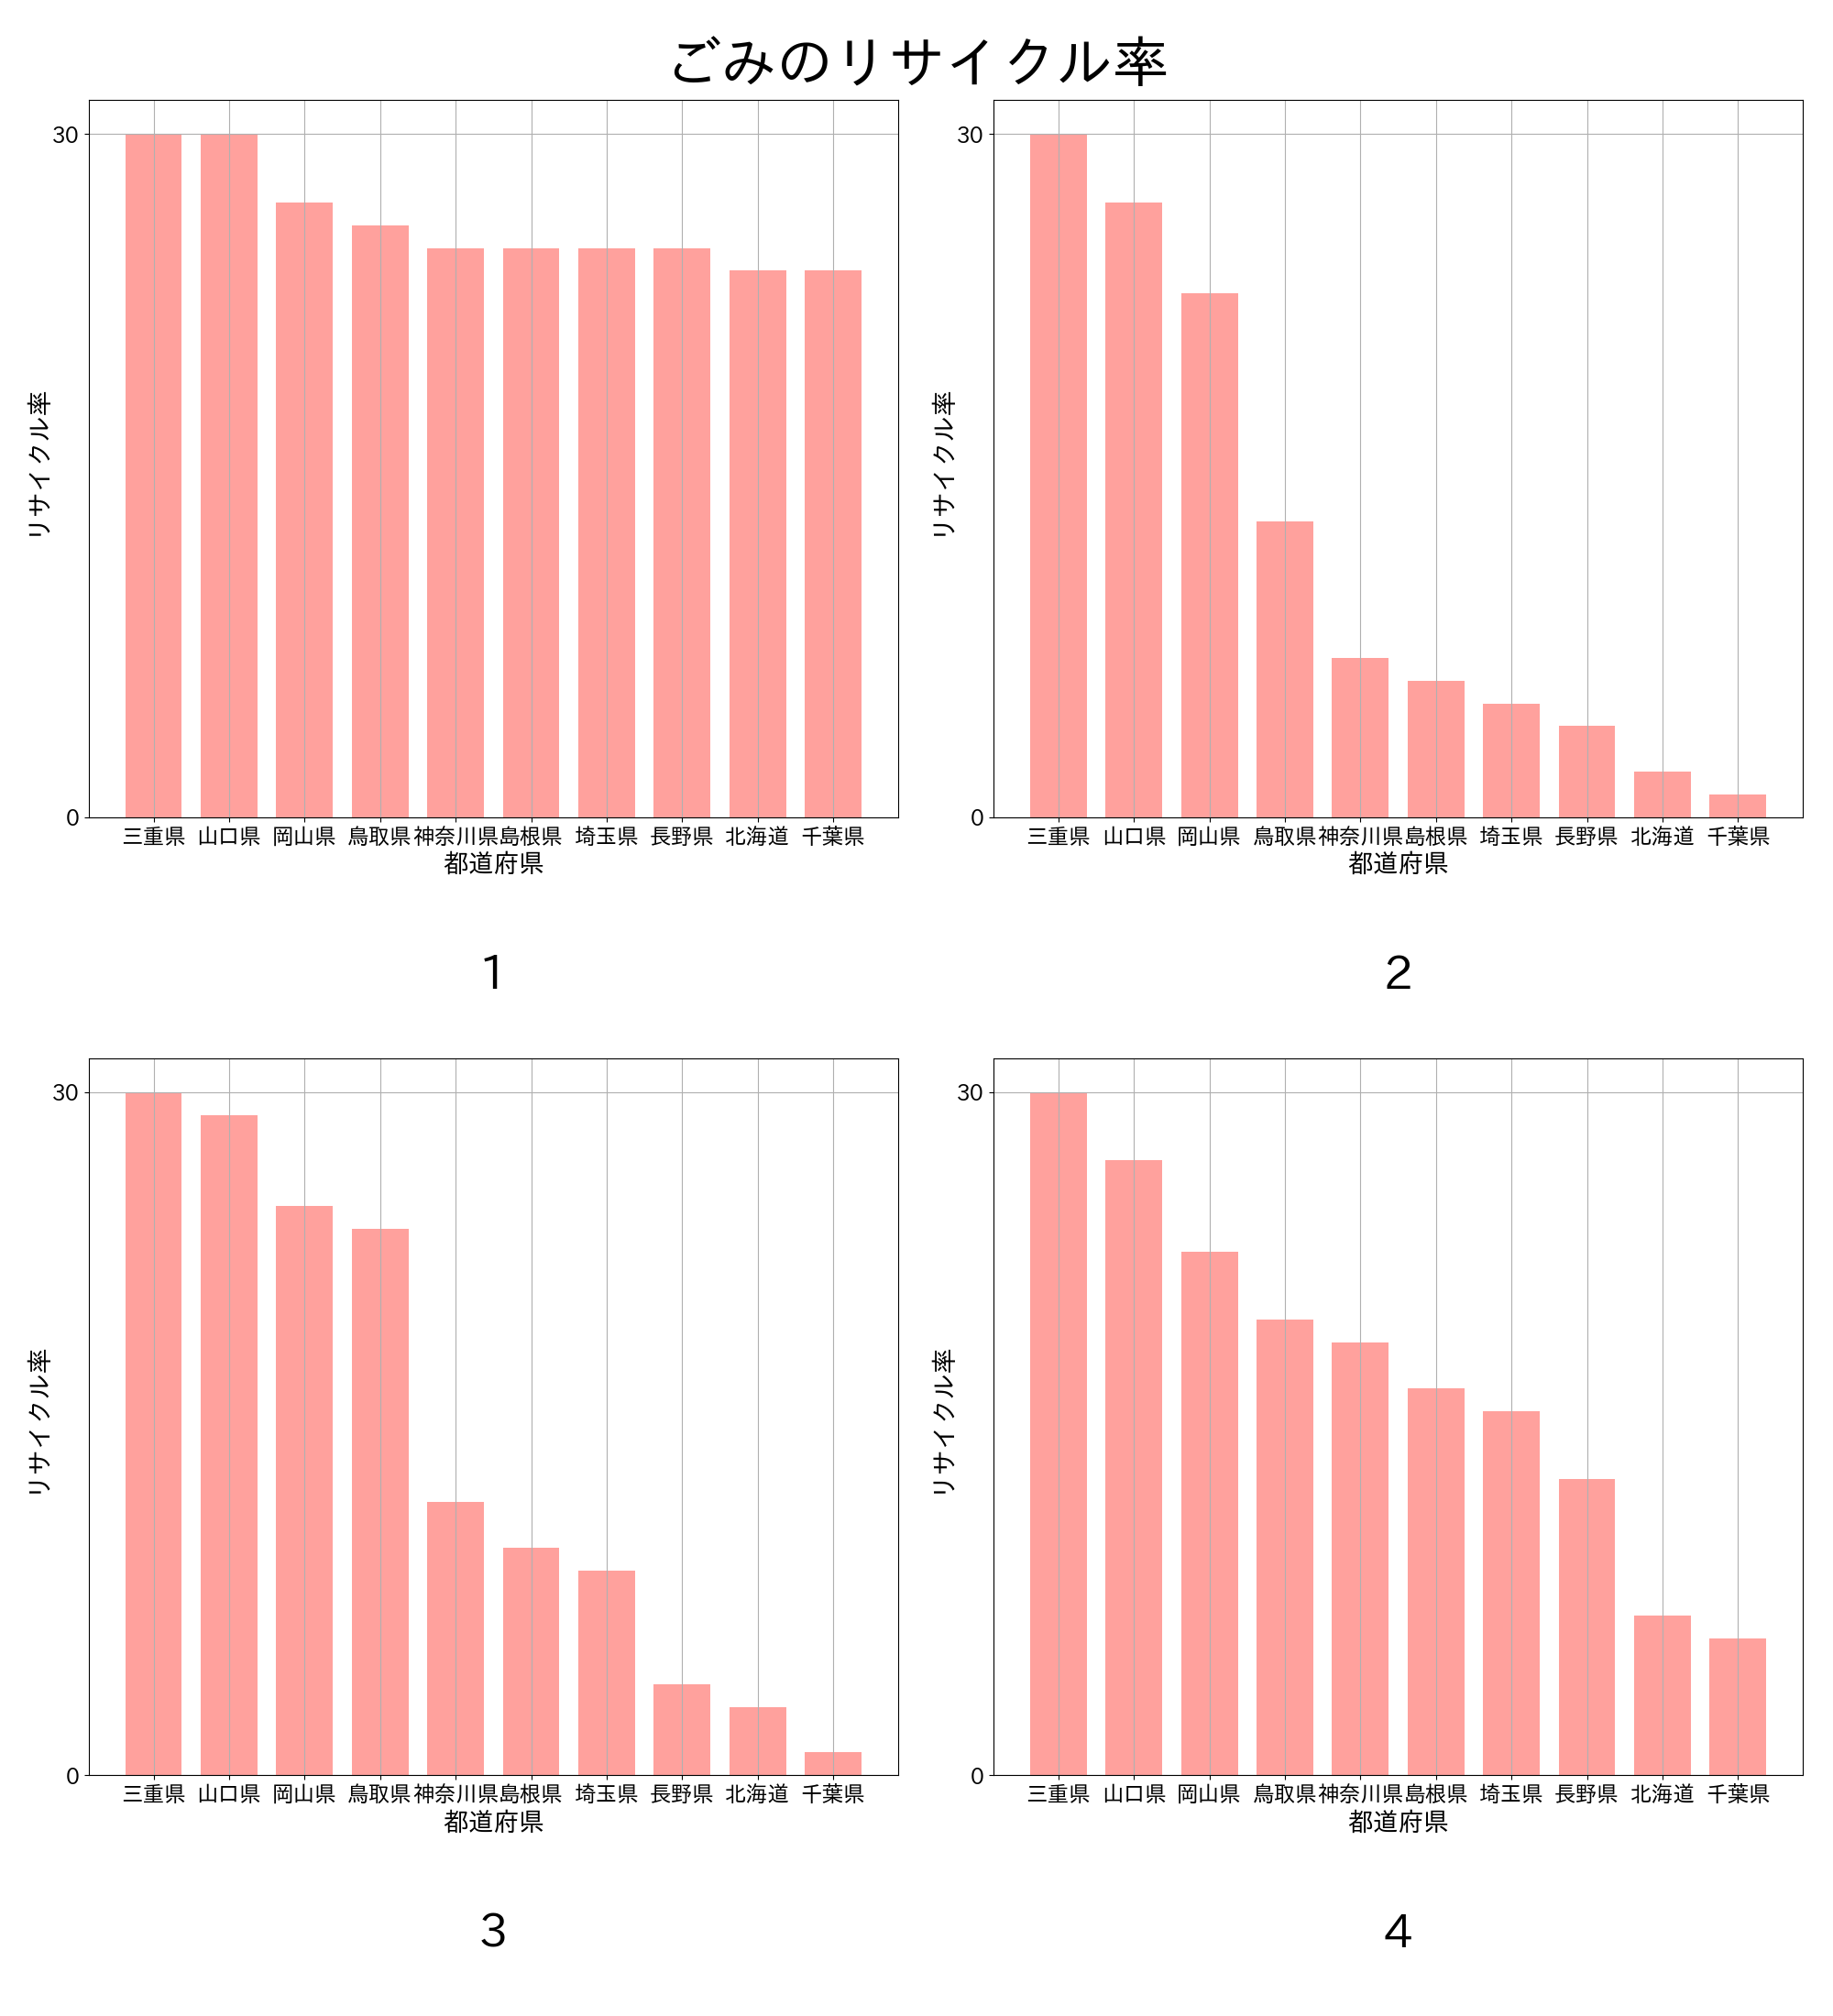 ごみのリサイクル率
30
0
リサイクル率
三重県 山口県 岡山県 鳥取県 神奈川県 島根県 埼玉県 長野県 北海道 千葉県
都道府県
1
30
0
リサイクル率
三重県 山口県 岡山県 鳥取県 神奈川県 島根県 埼玉県 長野県 北海道 千葉県
都道府県
2
30
0
リサイクル率
三重県 山口県 岡山県 鳥取県 神奈川県 島根県 埼玉県 長野県 北海道 千葉県
都道府県
3
30
0
リサイクル率
三重県 山口県 岡山県 鳥取県 神奈川県 島根県 埼玉県 長野県 北海道 千葉県
都道府県
4